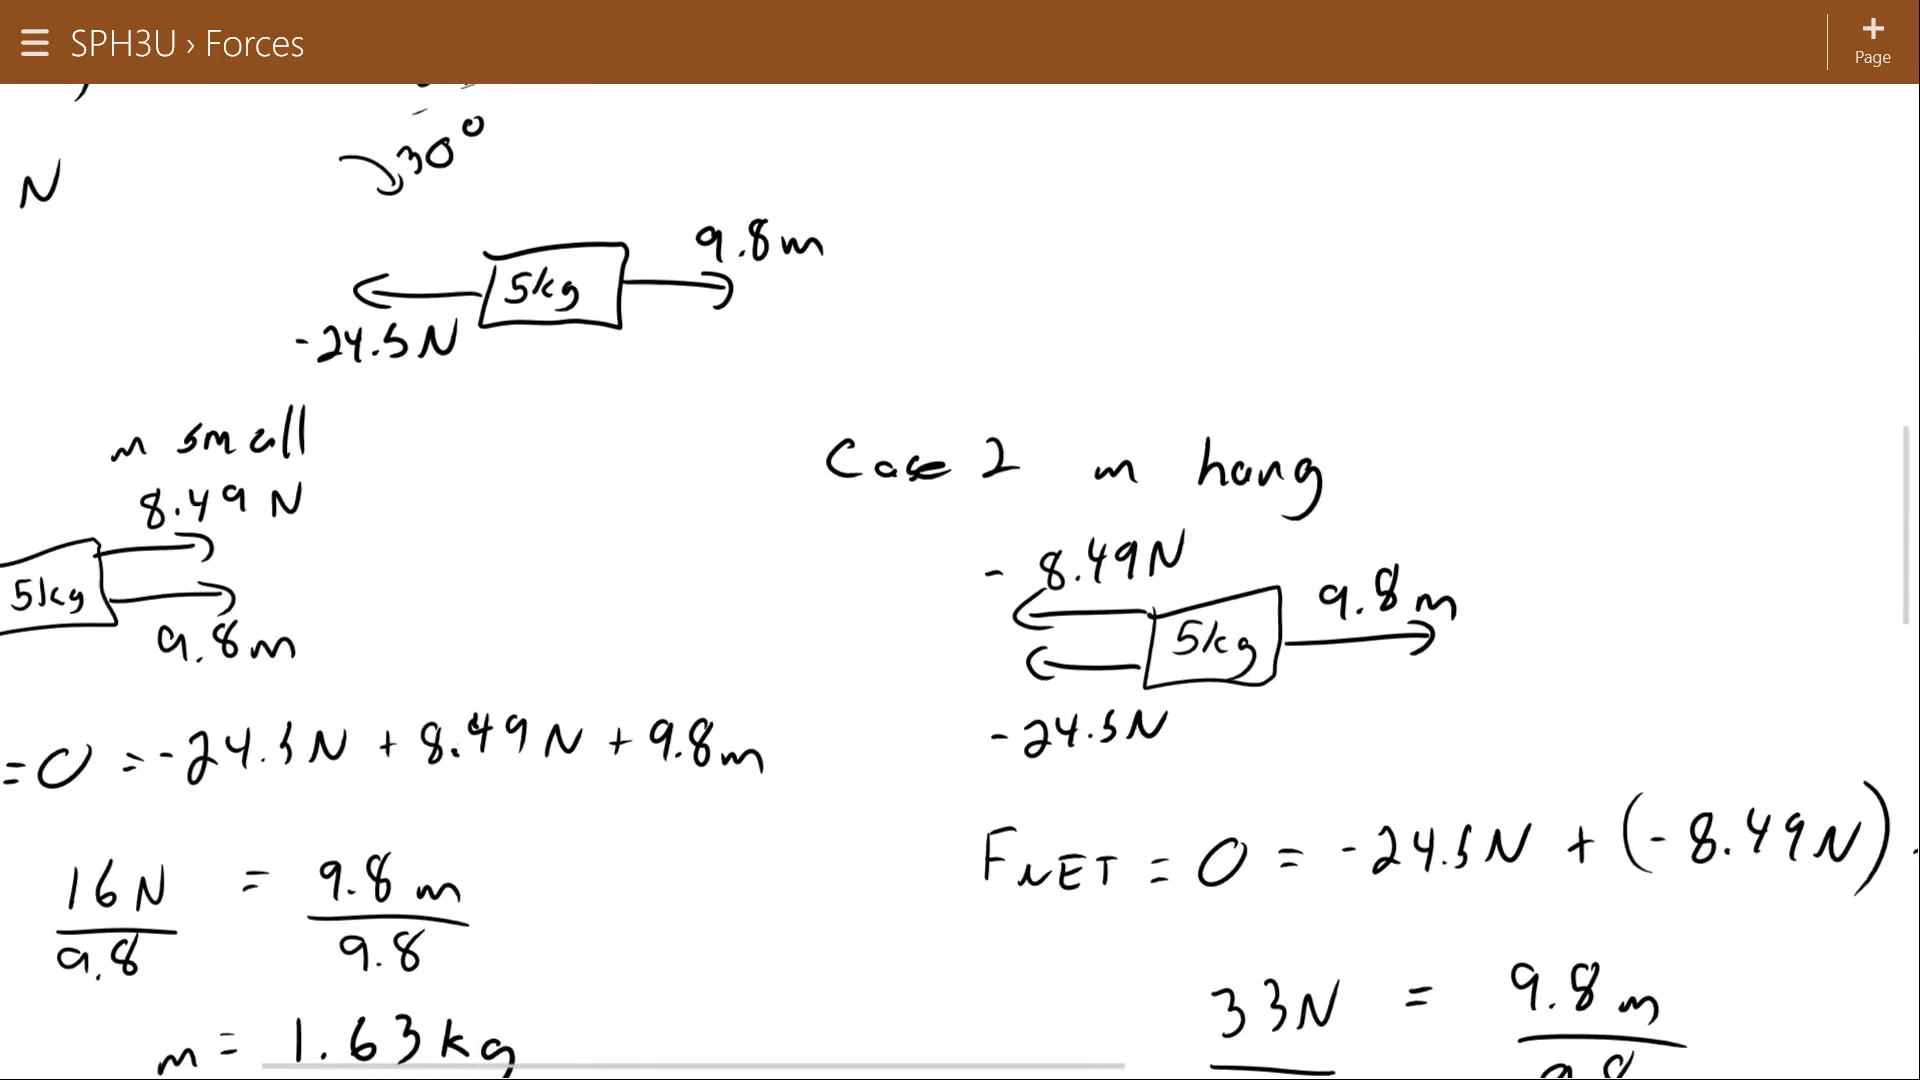 SPH3U › Forces
+
Page
30°
N
9.8m
5kg
-24.5N
m small
8.49N
5kg
9.8m
=0 = -24.5N + 8.49N + 9.8m
16N = 9.8m
9.8 9.8
m = 1.63kg
Case 2 m hang
- 8.49N
9.8m
5kg
-24.5N
FNET = 0 = -24.5N + (-8.49N)
33N = 9.8m